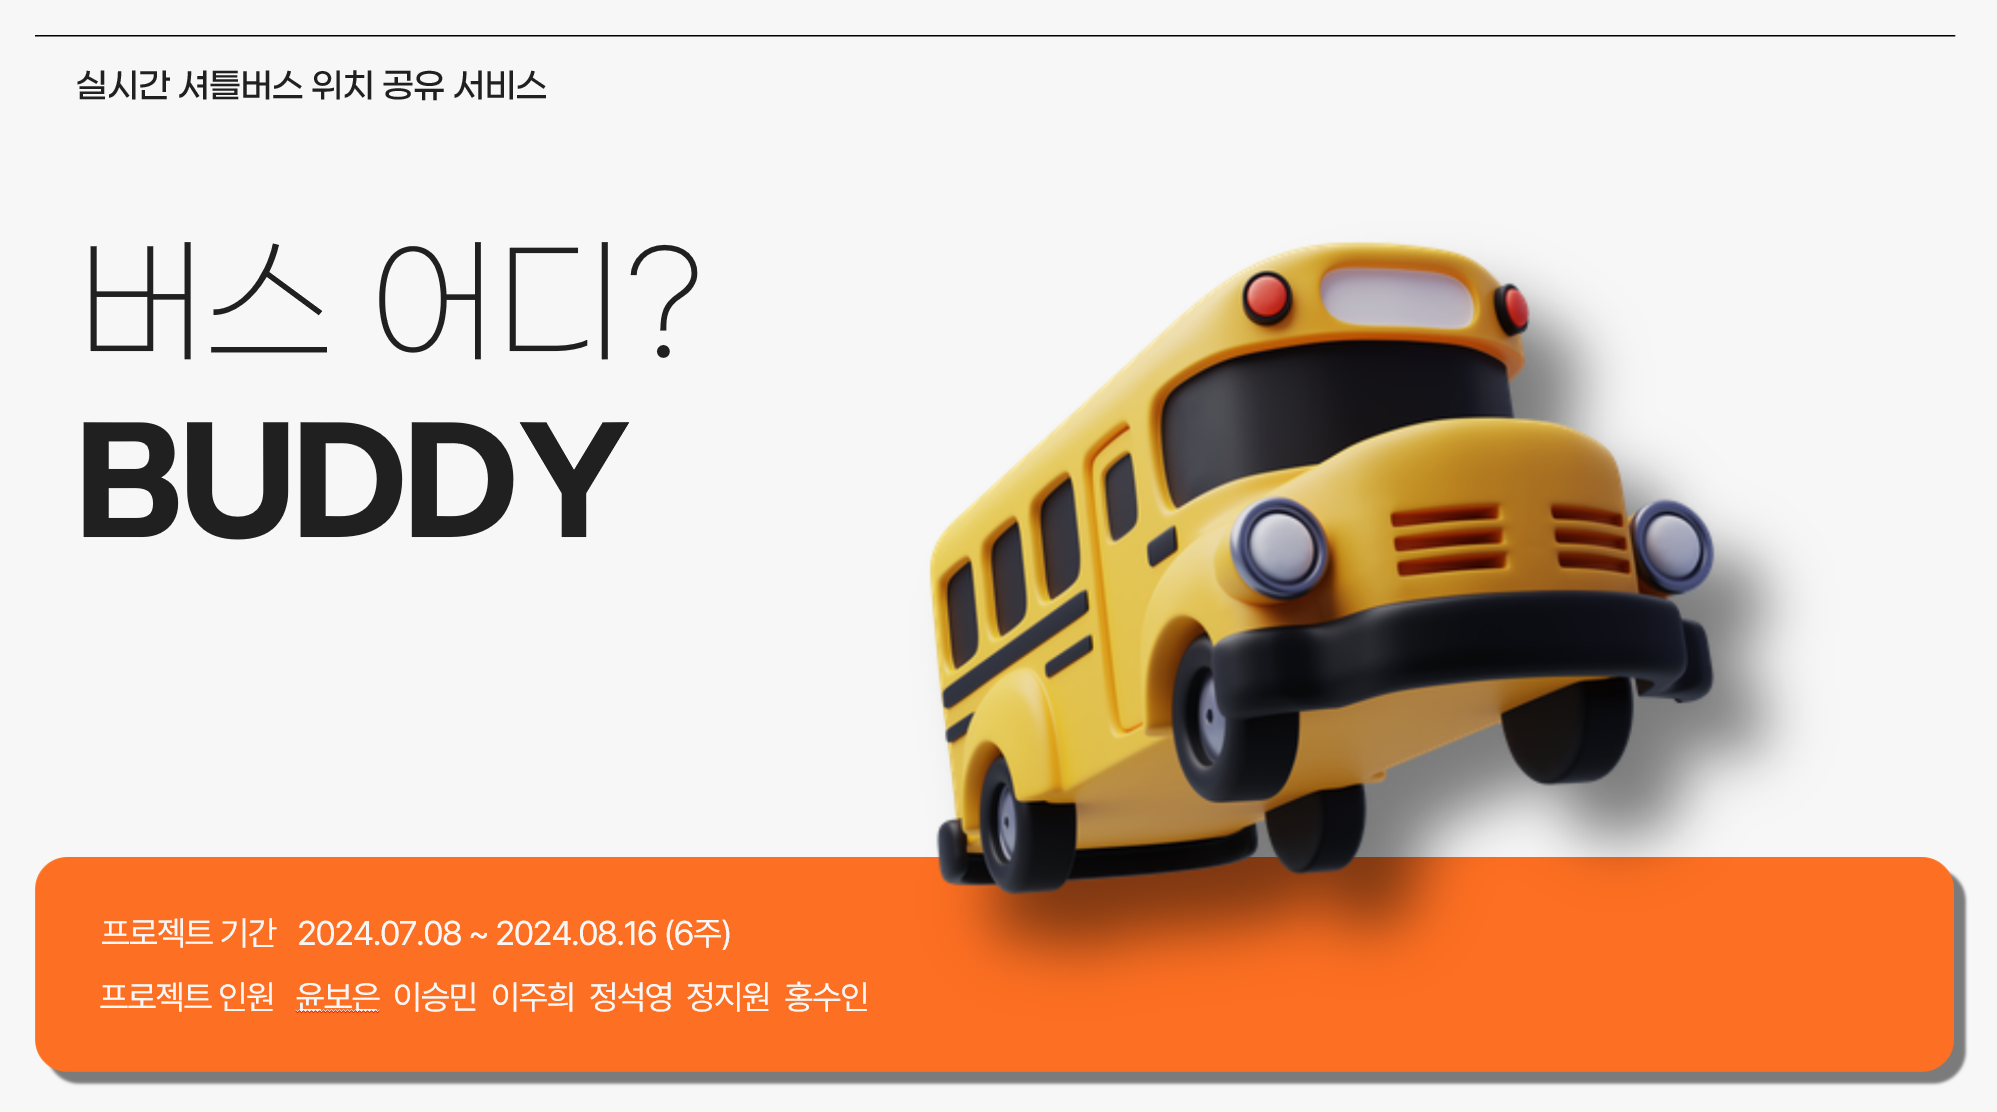 실시간 셔틀버스 위치 공유 서비스
버스 어디?
BUDDY
프로젝트 기간 2024.07.08 ~ 2024.08.16 (6주)
프로젝트 인원 윤보은 이승민 이주희 정석영 정지원 홍수인